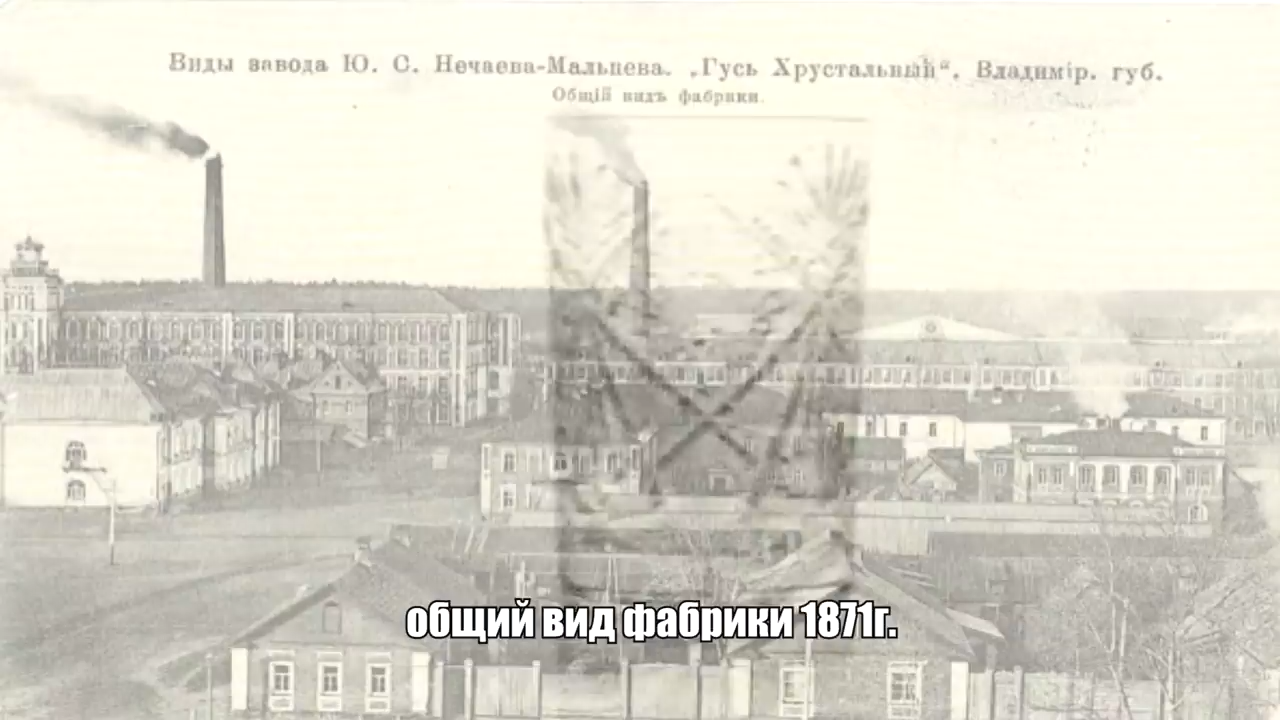 Виды завода Ю. С. Нечаева-Мальцева. „Гусь Хрустальный“. Владимір. губ.
Общій видъ фабрики.
общий вид фабрики 1871г.